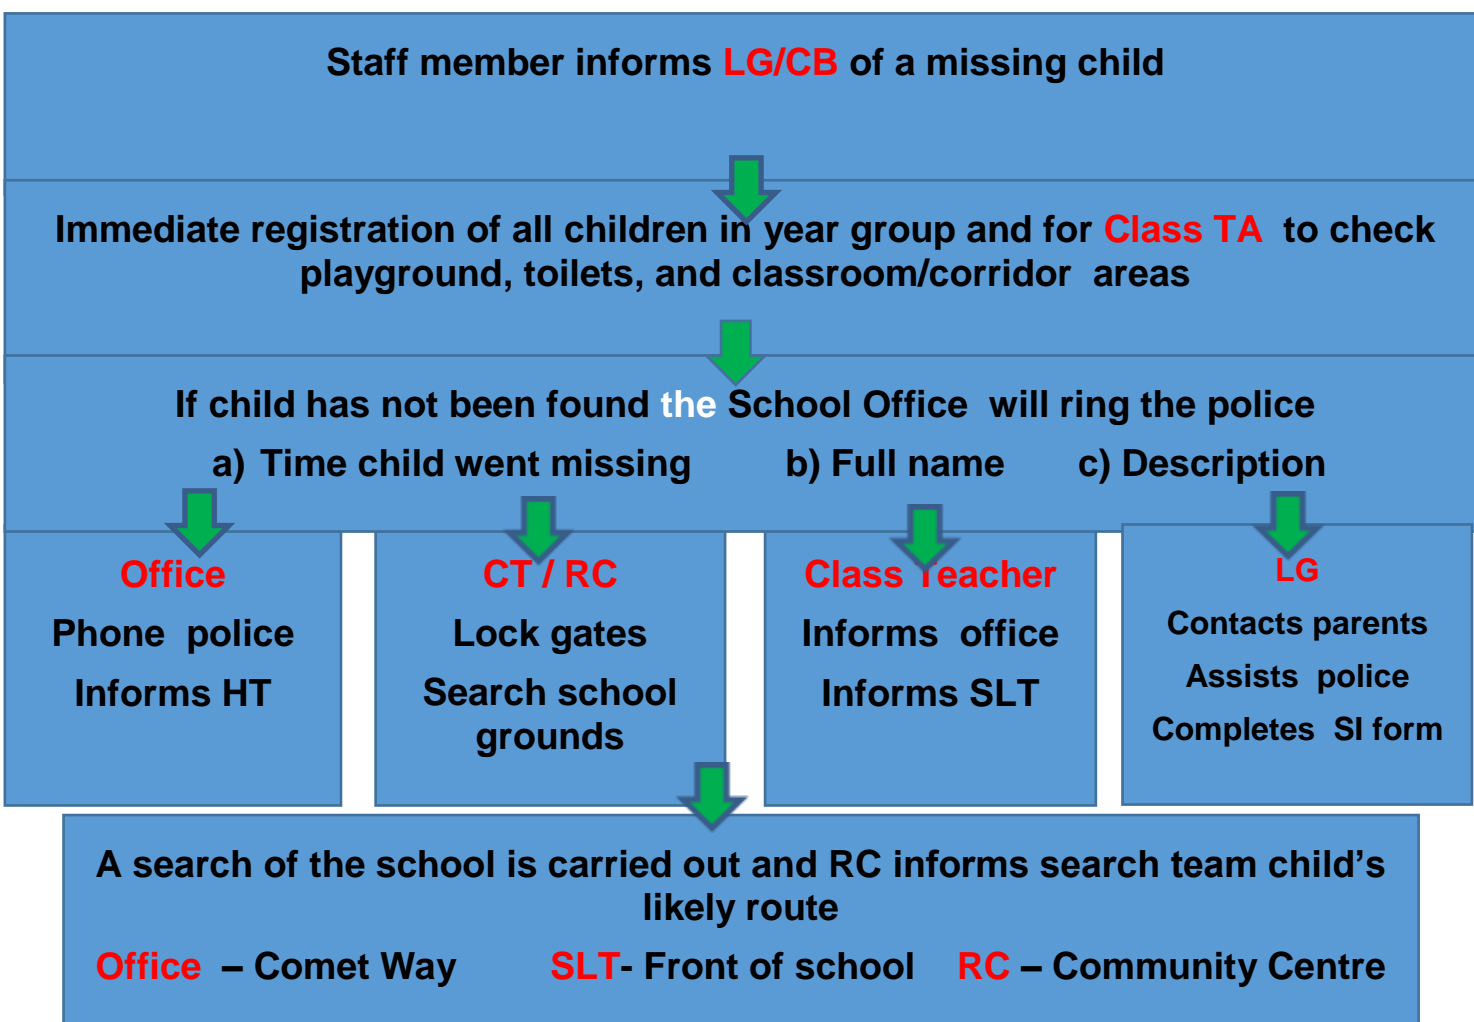 Staff member informs LG/CB of a missing child
Immediate registration of all children in year group and for Class TA to check
playground, toilets, and classroom/corridor areas
If child has not been found the School Office will ring the police
a) Time child went missing b) Full name c) Description
Office
Phone police
Informs HT
CT / RC
Lock gates
Search school
grounds
Class Teacher
Informs office
Informs SLT
LG
Contacts parents
Assists police
Completes SI form
A search of the school is carried out and RC informs search team child's
likely route
Office – Comet Way SLT- Front of school RC – Community Centre